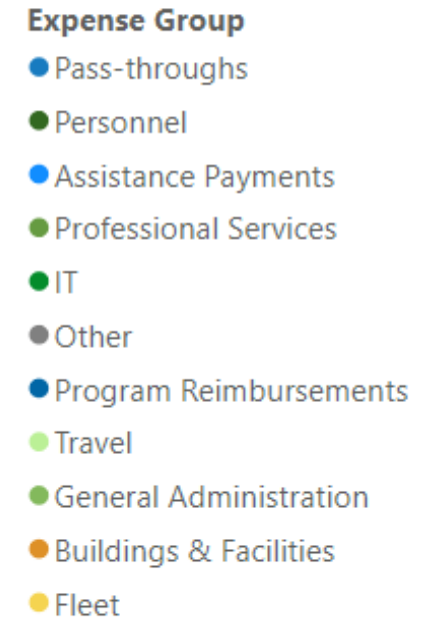 Expense Group
Pass-throughs
Personnel
Assistance Payments
Professional Services
IT
Other
Program Reimbursements
Travel
General Administration
Buildings & Facilities
Fleet